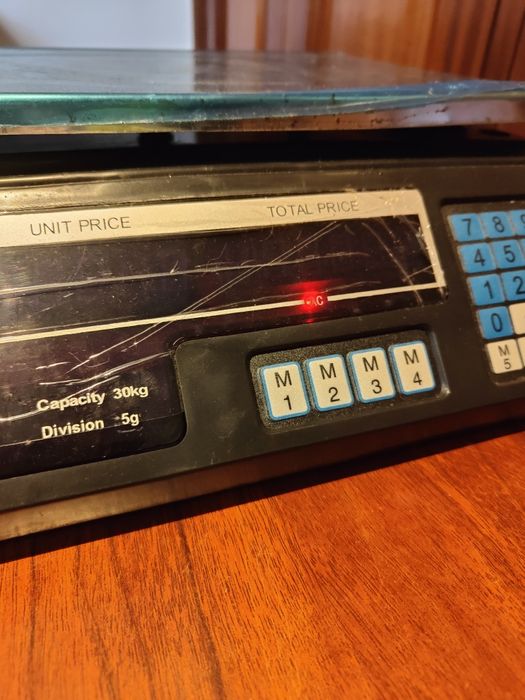 UNIT PRICE
TOTAL PRICE
7 8
4 5
1 2
0
M
5
M M M M
1 2 3 4
Capacity 30kg
Division 5g